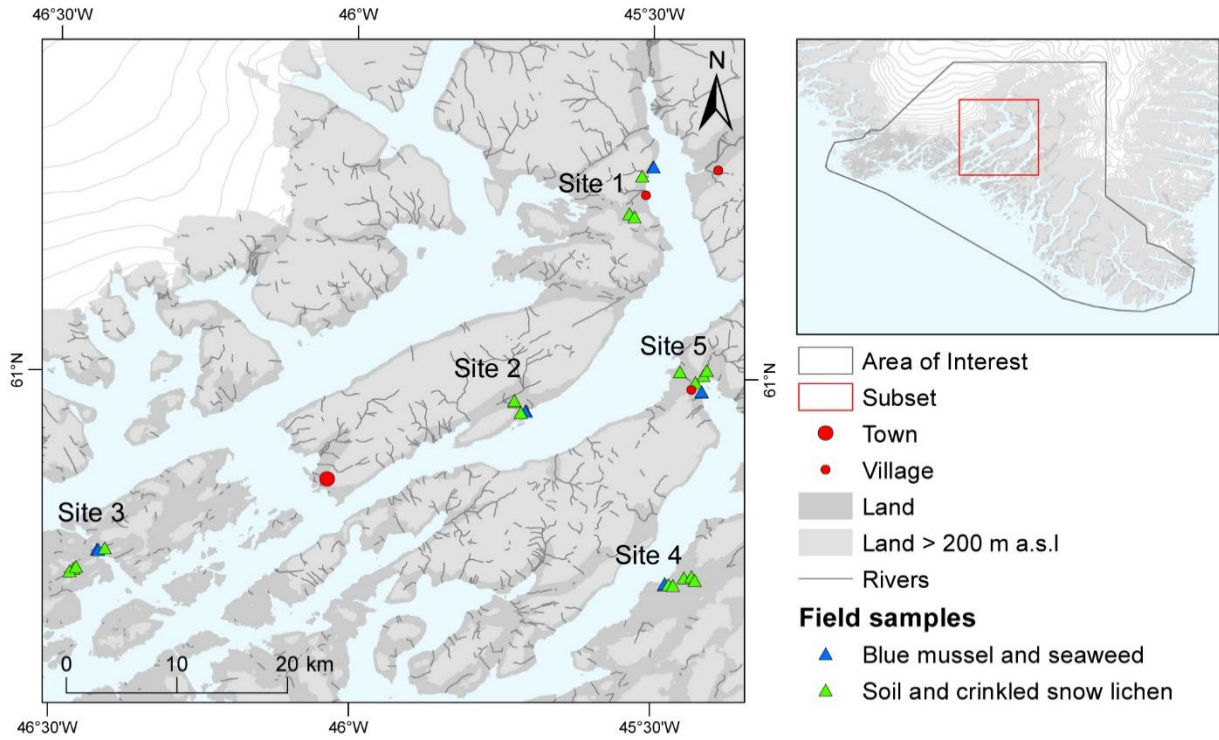 46°30'W
46°W
45°30'W
N
Site 1
61°N
Site 5
Site 2
61°N
Site 3
Site 4
0 10 20 km
46°30'W
46°W
45°30'W
Area of Interest
Subset
Town
Village
Land
Land > 200 m a.s.l
Rivers
Field samples
Blue mussel and seaweed
Soil and crinkled snow lichen